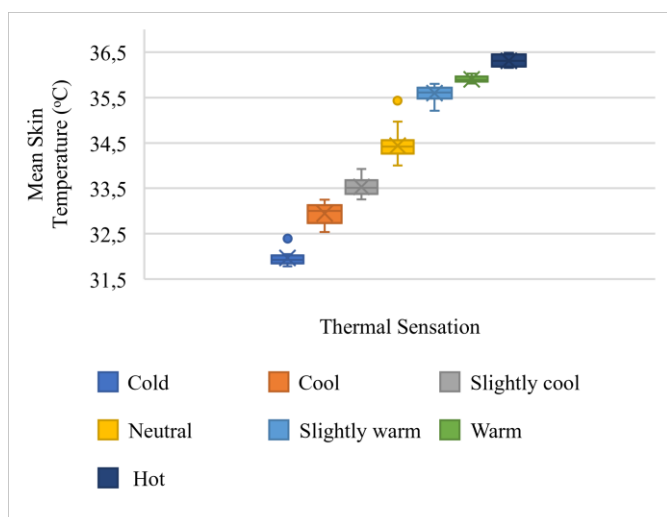 36,5
35,5
34,5
33,5
32,5
31,5
Mean Skin
Temperature (ºC)
Thermal Sensation
Cold
Cool
Slightly cool
Neutral
Slightly warm
Warm
Hot